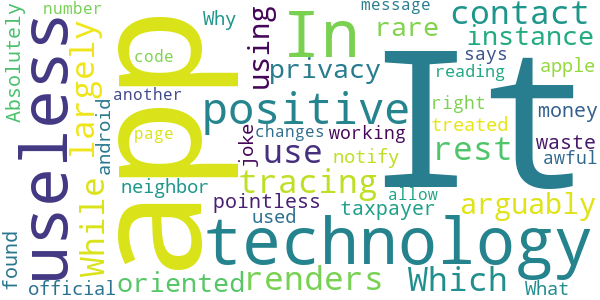 Absolutely
number
useless
While largely
found
official
android
another
code
page
neighbor
oriented
app
Why
using
joke
In
positive
privacy
changes
use
tracing
pointless
used
renders
technology
message
rare
contact
instance
says
reading
apple
It
working
notify
right
treated
rest
money
waste
awful
allow
taxpayer
arguably
Which
What